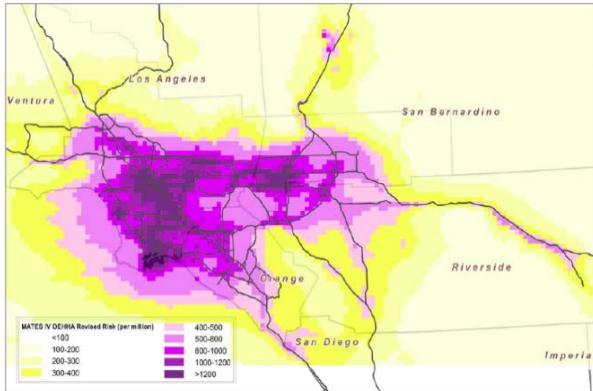 Los Angeles
Ventura
San Bernardino
Riverside
Orange
San Diego
Imperia
MATES IV OEHHA Revised Risk (per million)
<100
100-200
200-300
300-400
400-500
500-800
800-1000
1000-1200
>1200